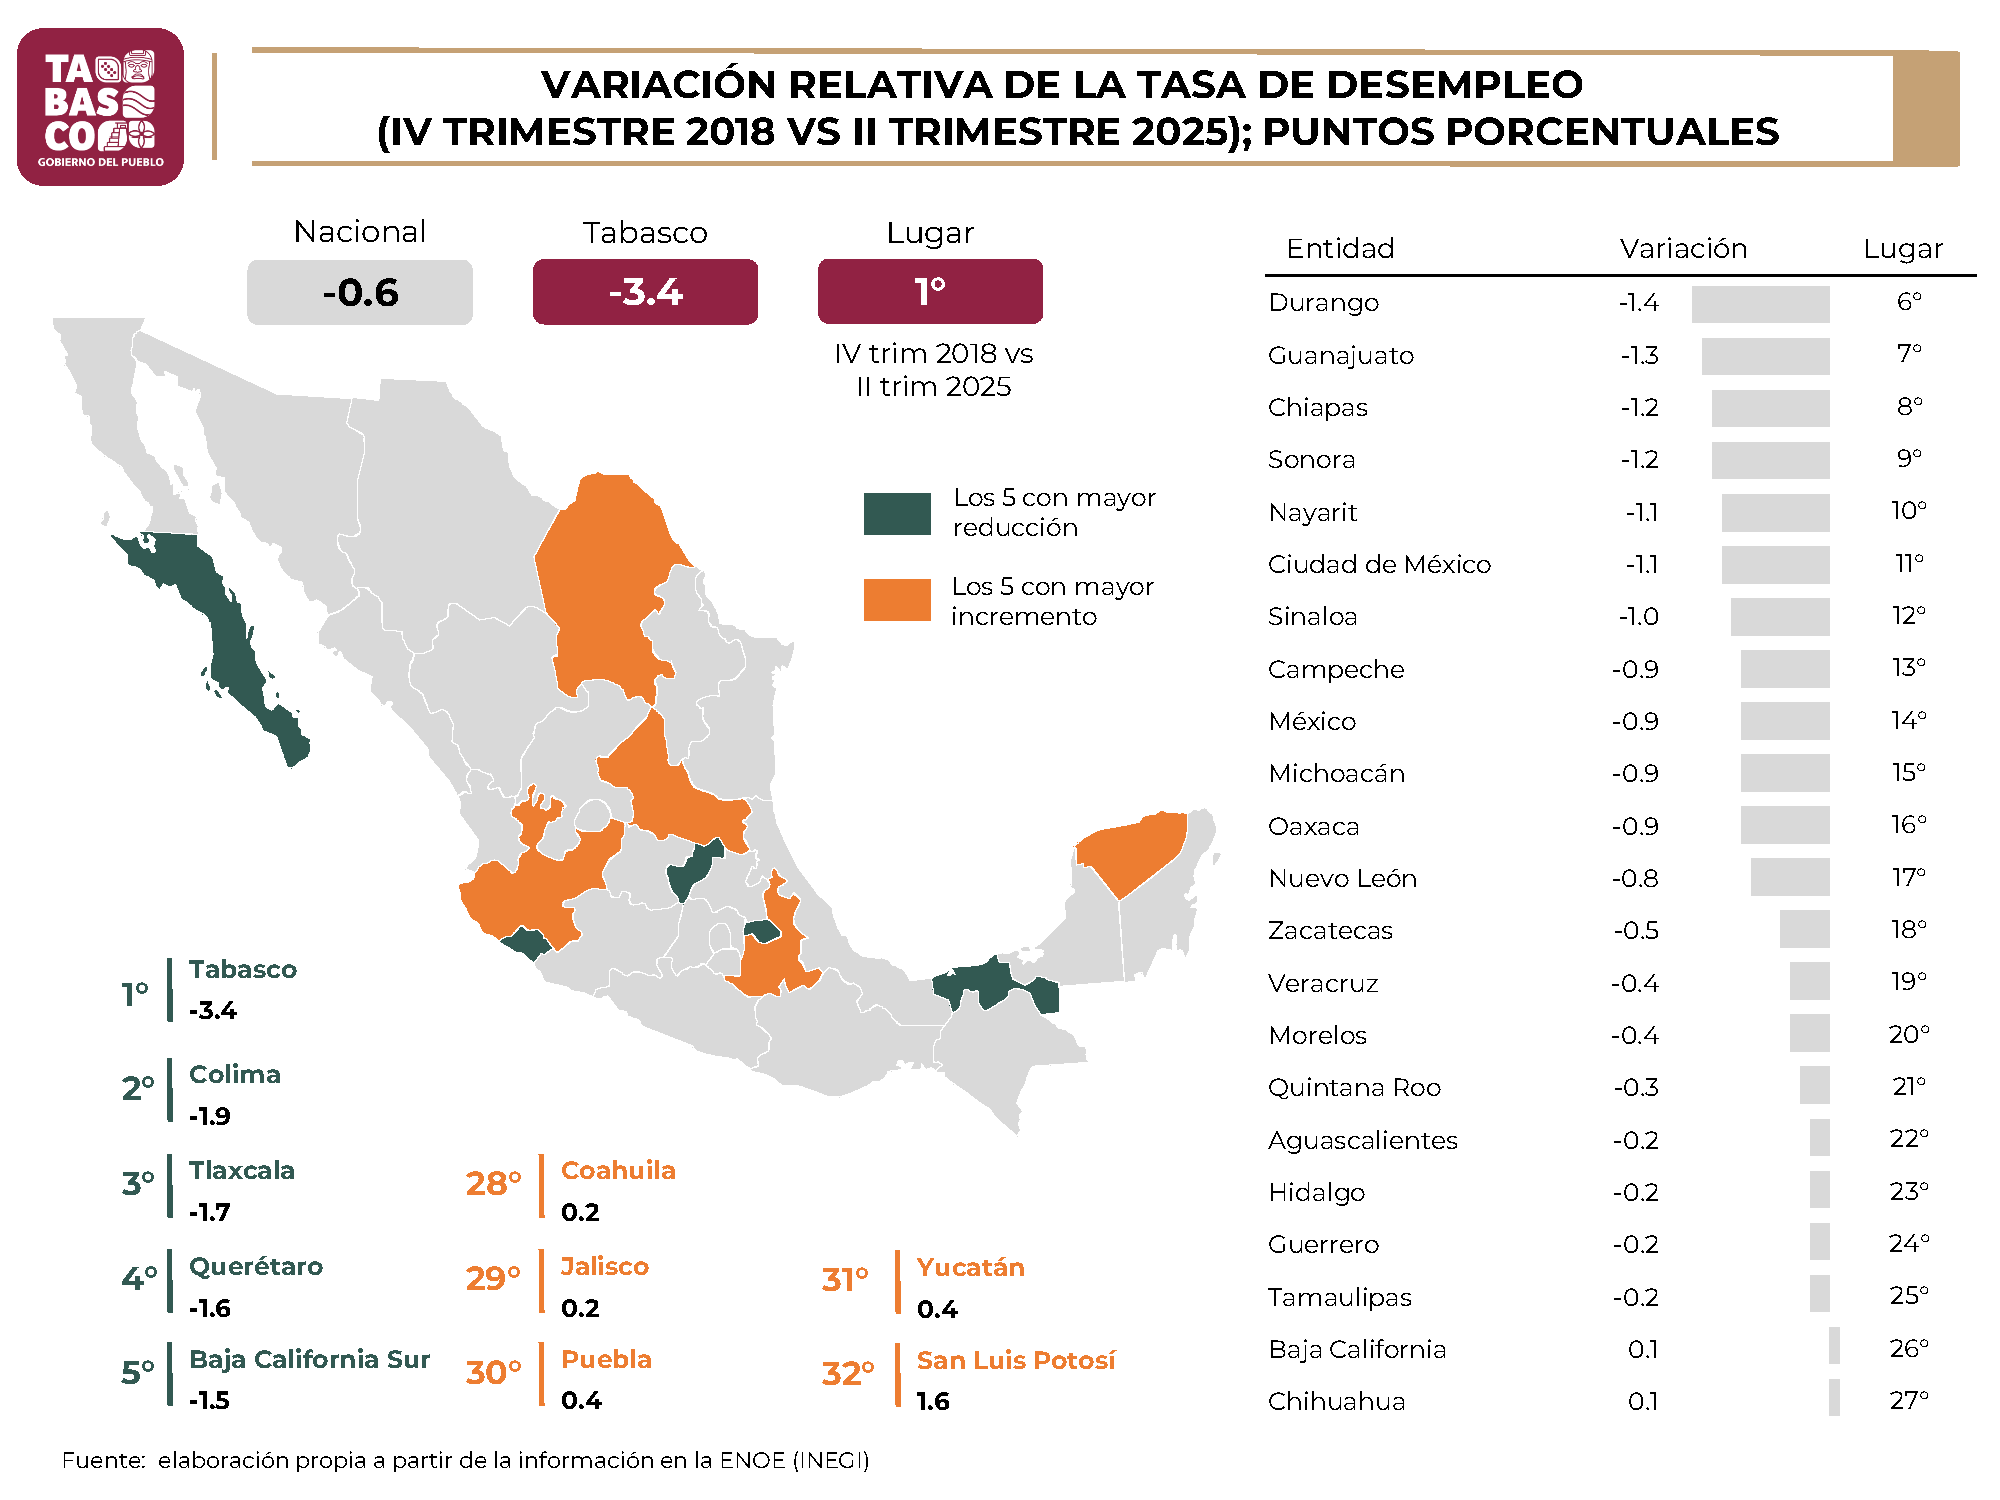 TA
BAS
CO
GOBIERNO DEL PUEBLO
VARIACIÓN RELATIVA DE LA TASA DE DESEMPLEO
(IV TRIMESTRE 2018 VS II TRIMESTRE 2025); PUNTOS PORCENTUALES
Nacional
-0.6
Tabasco
-3.4
Lugar
1°
IV trim 2018 vs
II trim 2025
Los 5 con mayor
reducción
Los 5 con mayor
incremento
1° Tabasco
-3.4
2° Colima
-1.9
3° Tlaxcala
-1.7
4° Querétaro
-1.6
5° Baja California Sur
-1.5
28° Coahuila
0.2
29° Jalisco
0.2
30° Puebla
0.4
31° Yucatán
0.4
32° San Luis Potosí
1.6
Entidad Variación Lugar
Durango -1.4 6°
Guanajuato -1.3 7°
Chiapas -1.2 8°
Sonora -1.2 9°
Nayarit -1.1 10°
Ciudad de México -1.1 11°
Sinaloa -1.0 12°
Campeche -0.9 13°
México -0.9 14°
Michoacán -0.9 15°
Oaxaca -0.9 16°
Nuevo León -0.8 17°
Zacatecas -0.5 18°
Veracruz -0.4 19°
Morelos -0.4 20°
Quintana Roo -0.3 21°
Aguascalientes -0.2 22°
Hidalgo -0.2 23°
Guerrero -0.2 24°
Tamaulipas -0.2 25°
Baja California 0.1 26°
Chihuahua 0.1 27°
Fuente: elaboración propia a partir de la información en la ENOE (INEGI)